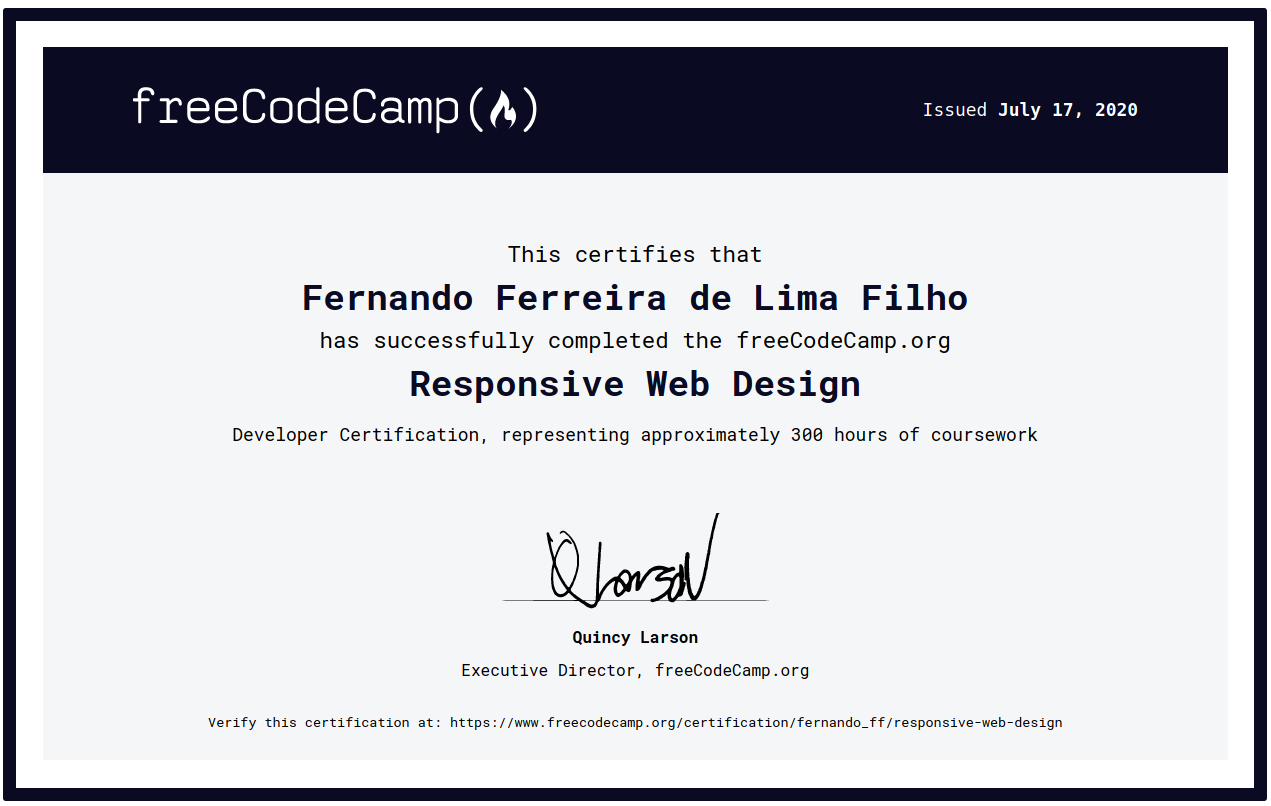 freeCodeCamp(🔥)
Issued July 17, 2020
This certifies that
Fernando Ferreira de Lima Filho
has successfully completed the freeCodeCamp.org
Responsive Web Design
Developer Certification, representing approximately 300 hours of coursework
Q Larson
Quincy Larson
Executive Director, freeCodeCamp.org
Verify this certification at: https://www.freecodecamp.org/certification/fernando_ff/responsive-web-design